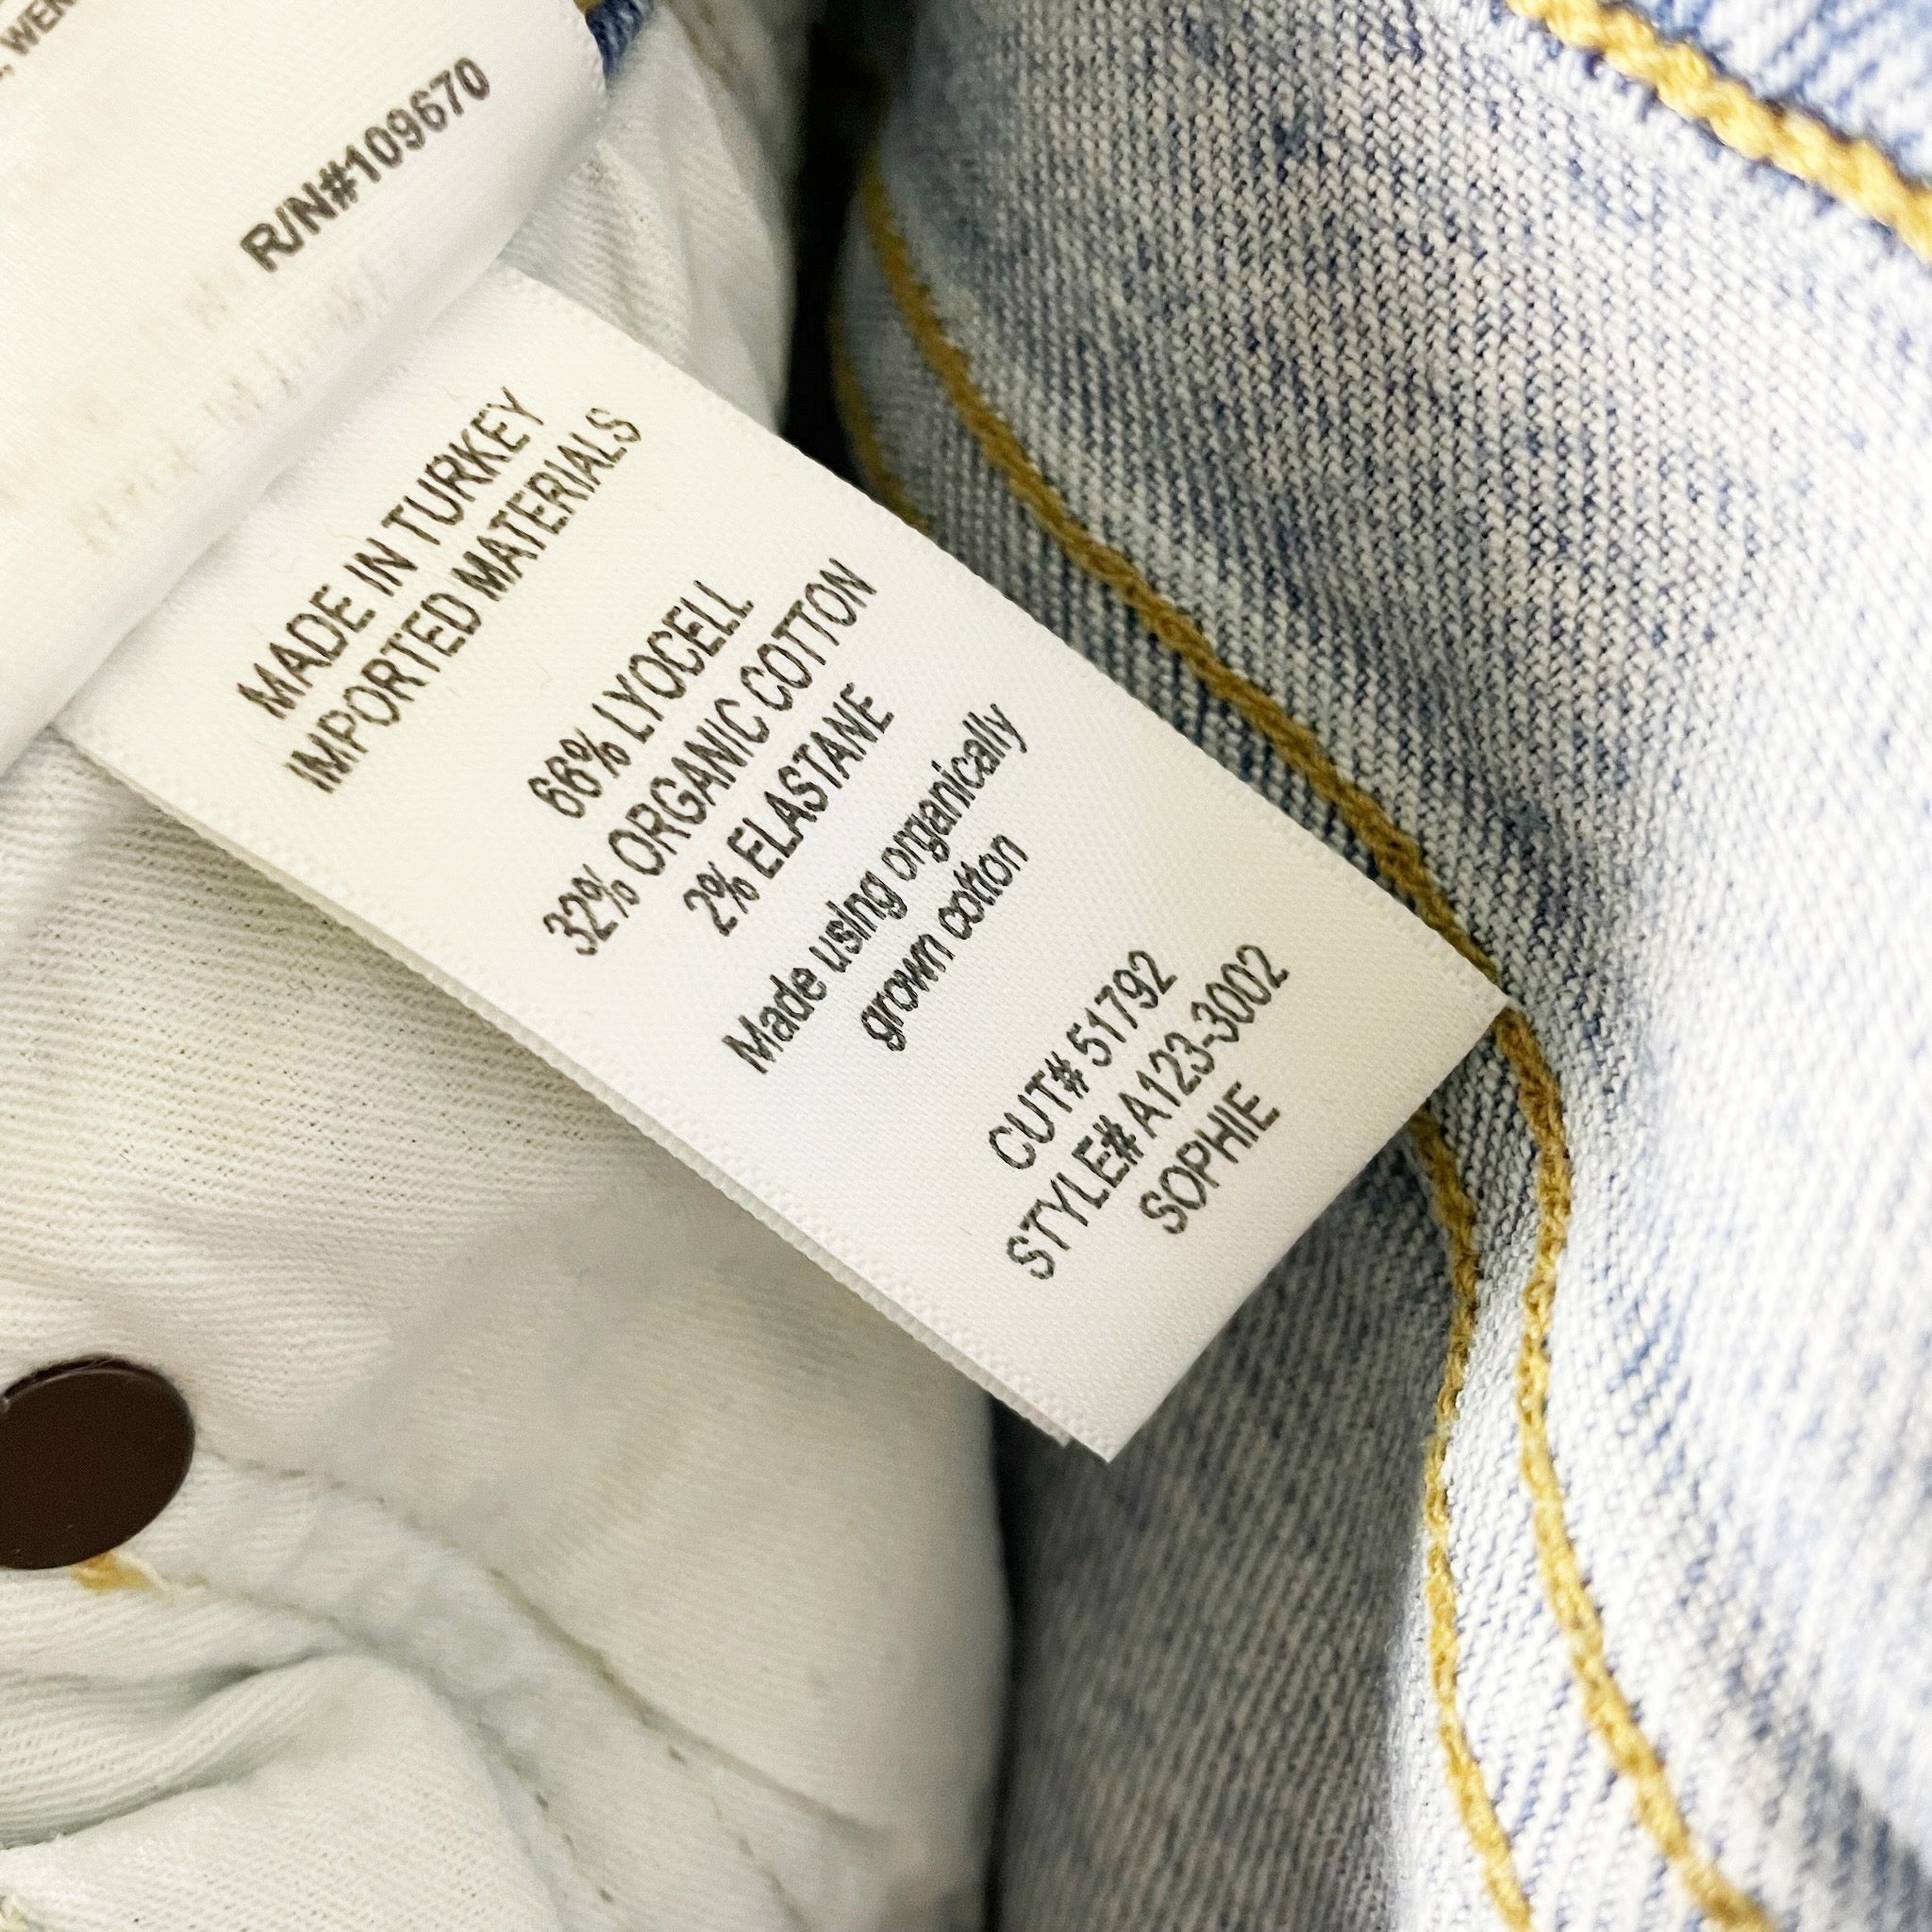 R/N#109670
MADE IN TURKEY
IMPORTED MATERIALS
66% LYOCELL
32% ORGANIC COTTON
2% ELASTANE
Made using organically
grown cotton
CUT# 51792
STYLE# A123-3002
SOPHIE